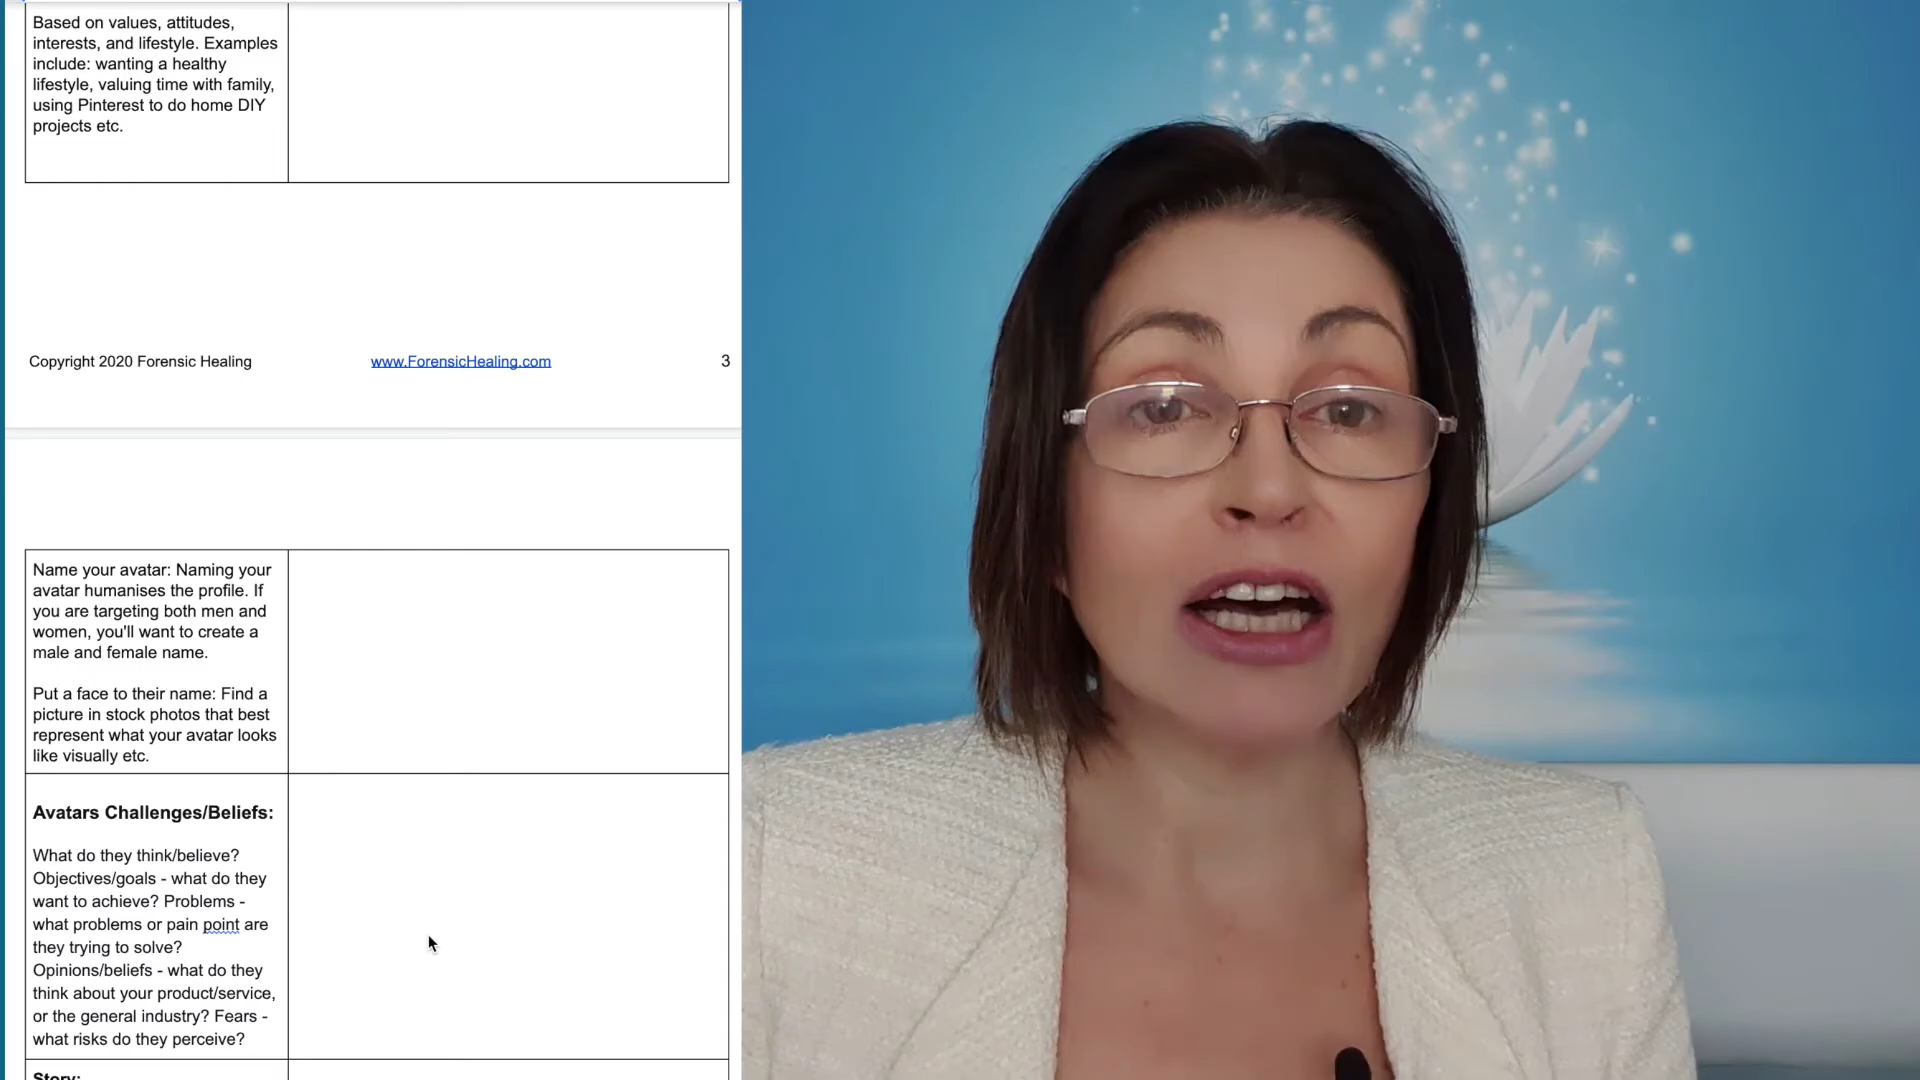 Based on values, attitudes,
interests, and lifestyle. Examples
include: wanting a healthy
lifestyle, valuing time with family,
using Pinterest to do home DIY
projects etc.
Copyright 2020 Forensic Healing
www.ForensicHealing.com
3
Name your avatar: Naming your
avatar humanises the profile. If
you are targeting both men and
women, you'll want to create a
male and female name.
Put a face to their name: Find a
picture in stock photos that best
represent what your avatar looks
like visually etc.
Avatars Challenges/Beliefs:
What do they think/believe?
Objectives/goals - what do they
want to achieve? Problems -
what problems or pain point are
they trying to solve?
Opinions/beliefs - what do they
think about your product/service,
or the general industry? Fears -
what risks do they perceive?
Story: